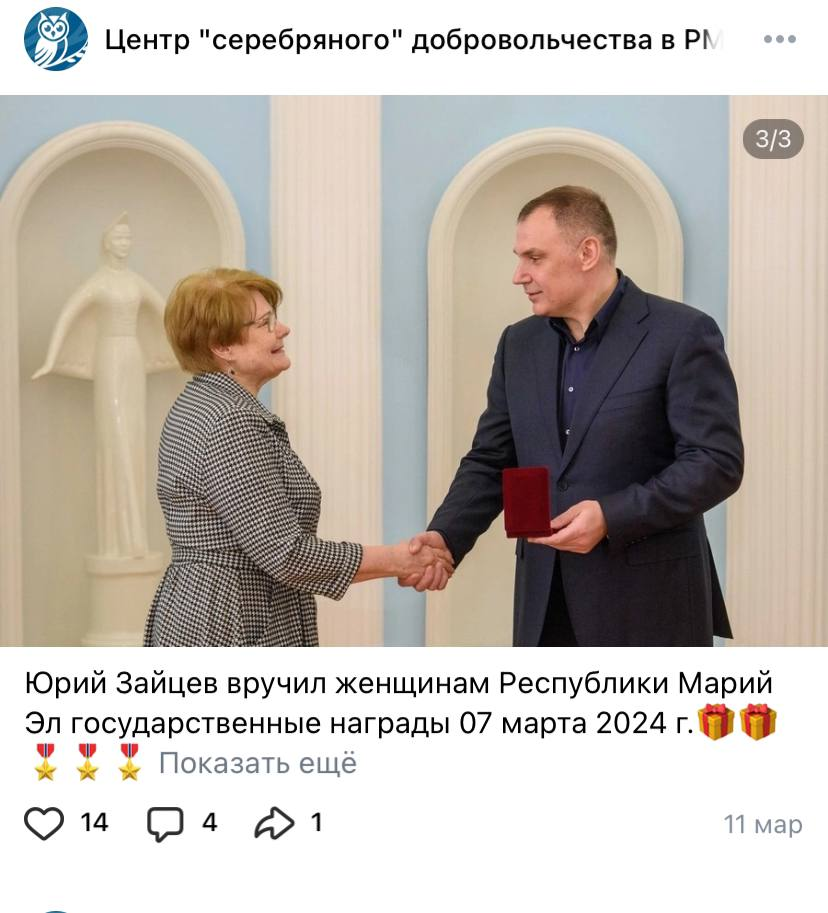 Центр "серебряного" добровольчества в РМ
3/3
Юрий Зайцев вручил женщинам Республики Марий
Эл государственные награды 07 марта 2024 г.🎁🎁
🎖🎖🎖 Показать ещё
14 4 1 11 мар